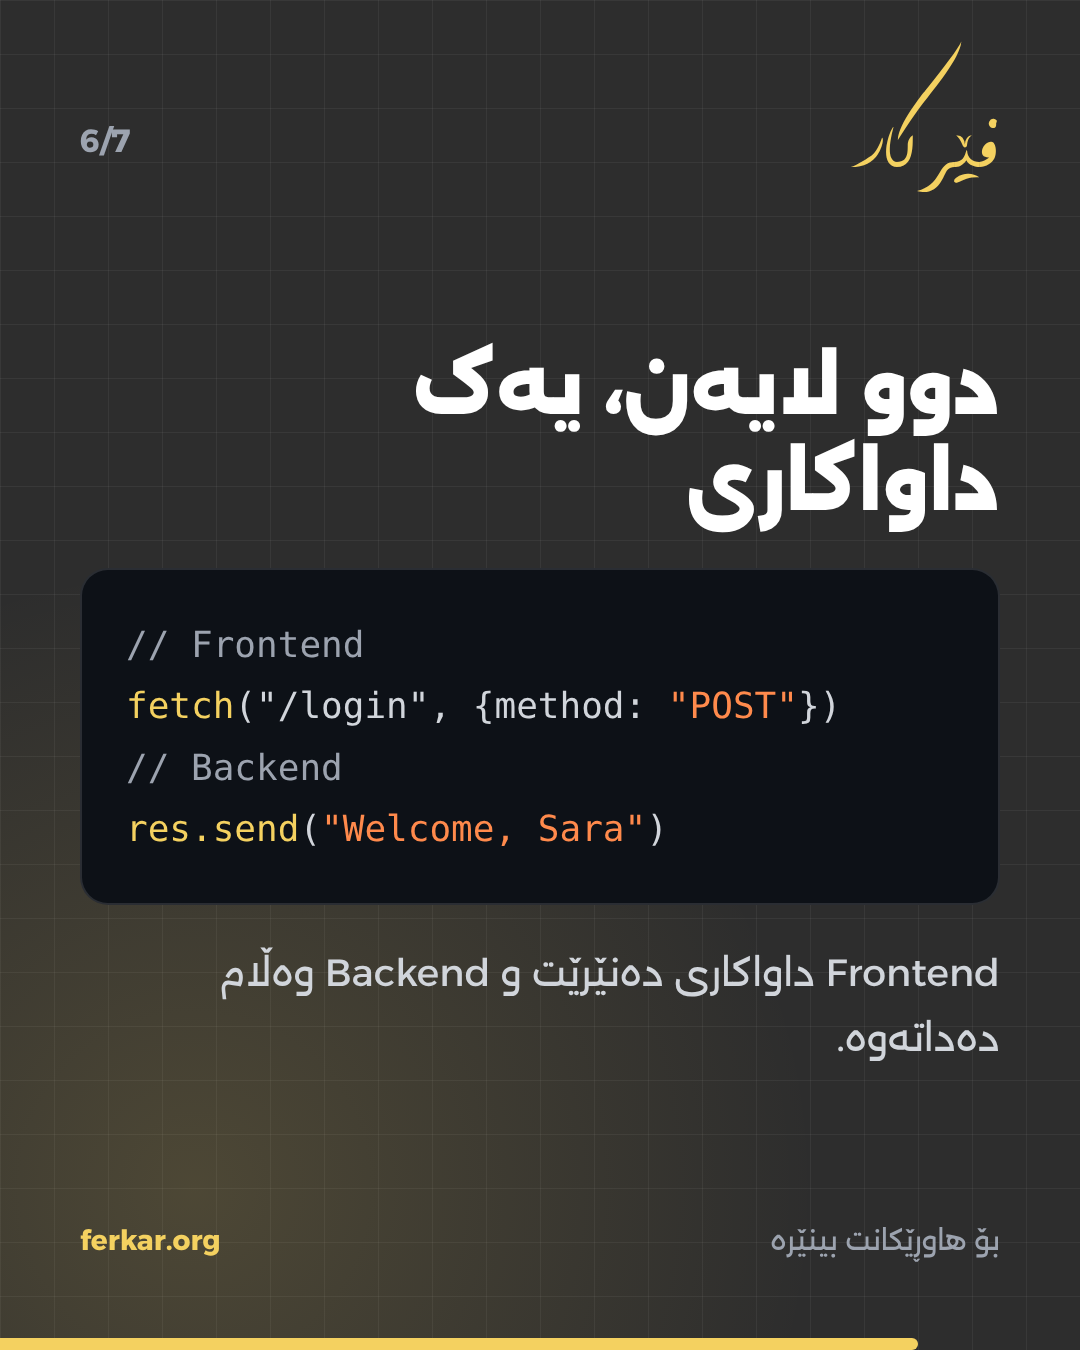 فێرکار
6/7
دوو لایەن، یەک
داواکاری
// Frontend
fetch("/login", {method: "POST"})
// Backend
res.send("Welcome, Sara")
Frontend داواکاری دەنێرێت و Backend وەڵام
دەداتەوە.
بۆ هاوڕێکانت بینێرە
ferkar.org